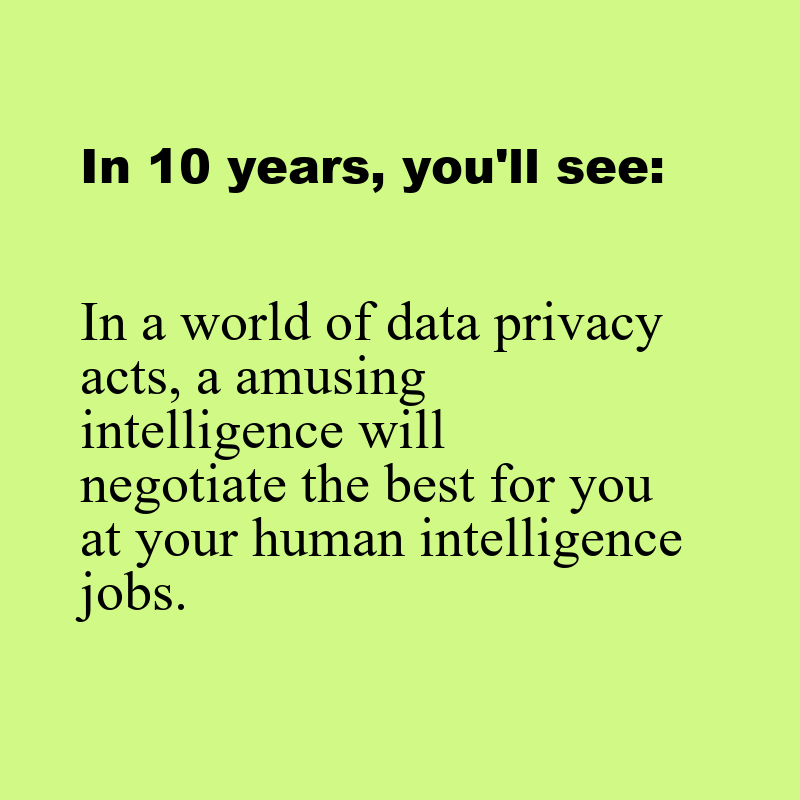 In 10 years, you'll see:
In a world of data privacy
acts, a amusing
intelligence will
negotiate the best for you
at your human intelligence
jobs.